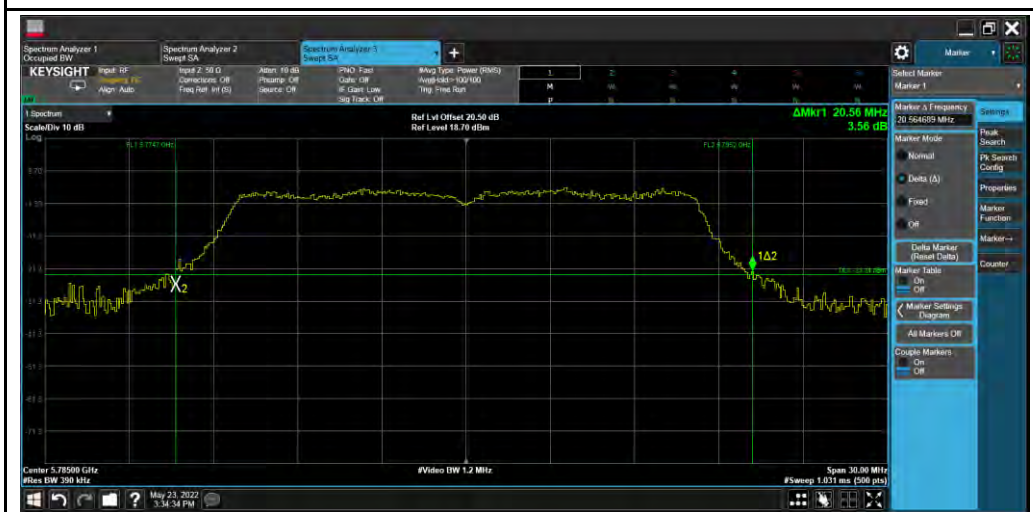 Spectrum Analyzer 1
Occupied BW
Spectrum Analyzer 2
Swept SA
Spectrum Analyzer 3
Swept SA
Marker
KEYSIGHT
Input: RF
Align: Auto
Input Z: 50 Ω
Corrections: Off
Freq Ref: Int (S)
Atten: 10 dB
Preamp: Off
Source: Off
PNO: Fast
Gate: Off
IF Gain: Low
Sig Track: Off
#Avg Type: Power (RMS)
Avg|Hold>100/100
Trig: Free Run
1
M
P
Select Marker
Marker 1
1 Spectrum
Scale/Div 10 dB
Log
Ref Lvl Offset 20.50 dB
Ref Level 18.70 dBm
ΔMkr1 20.56 MHz
3.56 dB
Marker Δ Frequency
20.564689 MHz
Marker Mode
Normal
Delta (Δ)
Fixed
Off
Delta Marker
(Reset Delta)
Marker Table
On
Off
Marker Settings
Diagram
All Markers Off
Couple Markers
On
Off
Settings
Peak
Search
Pk Search
Config
Properties
Marker
Function
Marker→
Counter
1Δ2
X2
Center 5.78500 GHz
#Res BW 390 kHz
#Video BW 1.2 MHz
Span 30.00 MHz
#Sweep 1.031 ms (500 pts)
May 23, 2022
3:34:34 PM